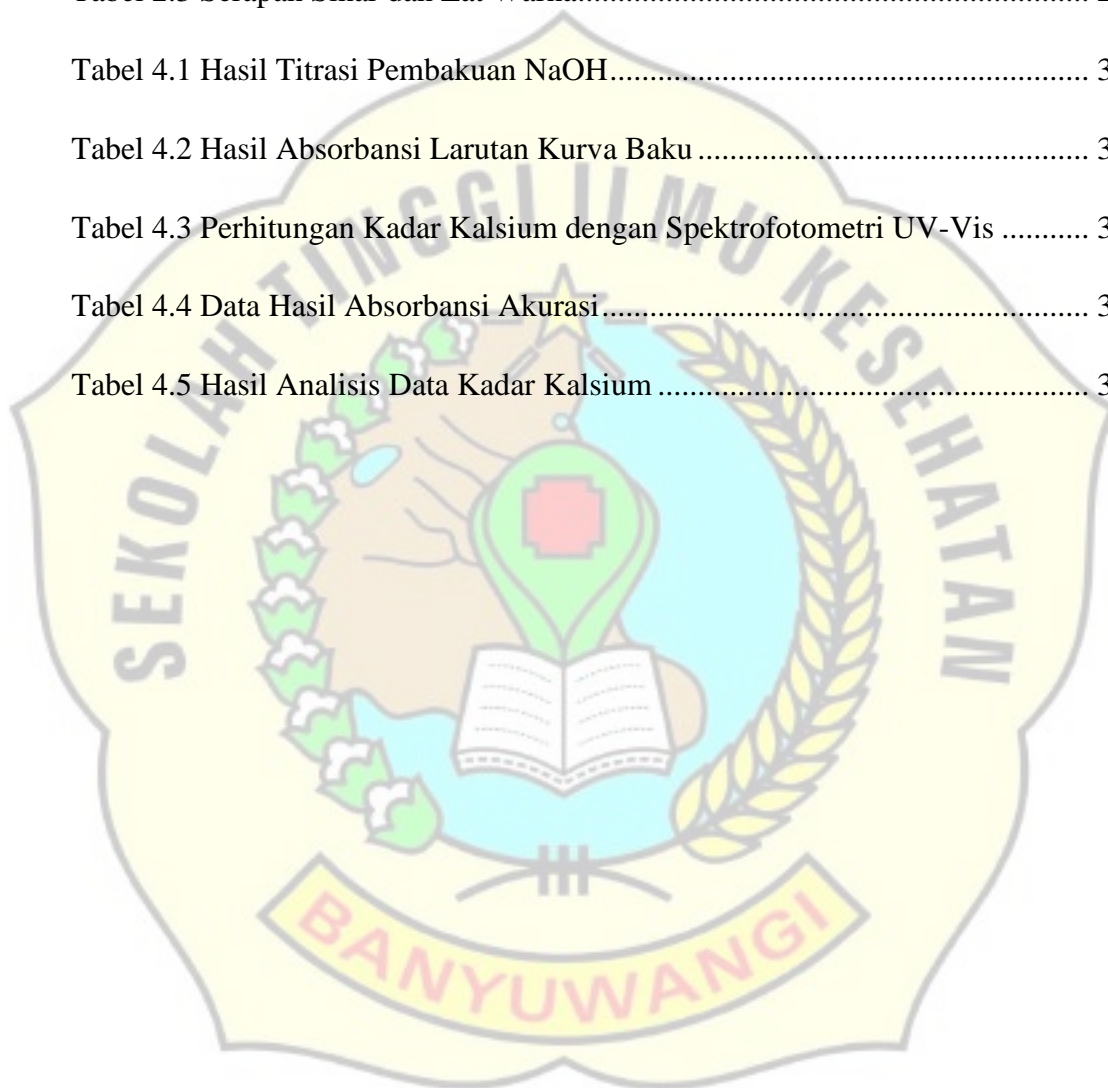 Tabel 4.1 Hasil Titrasi Pembakuan NaOH............................................................ 3
Tabel 4.2 Hasil Absorbansi Larutan Kurva Baku ................................................ 3
Tabel 4.3 Perhitungan Kadar Kalsium dengan Spektrofotometri UV-Vis ........... 3
Tabel 4.4 Data Hasil Absorbansi Akurasi............................................................ 3
Tabel 4.5 Hasil Analisis Data Kadar Kalsium ..................................................... 3
SEKOLAH TINGGI ILMU KESEHATAN
BANYUWANGI